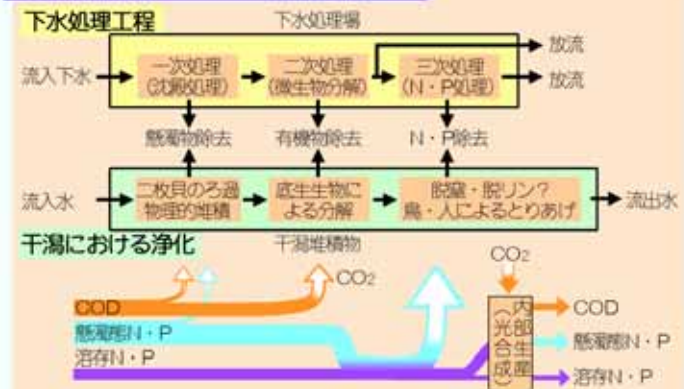 下水処理工程
下水処理場
放流
流入下水
一次処理
(沈殿処理)
二次処理
(微生物分解)
三次処理
(N・P処理)
放流
懸濁物除去
有機物除去
N・P除去
流入水
二枚貝のろ過
物理的堆積
底生生物に
よる分解
脱窒・脱リン?
鳥・人によるとりあげ
流出水
干潟における浄化
干潟堆積物
CO2
CO2
COD
懸濁態N・P
溶存N・P
内部生産
(光合成)
COD
懸濁態N・P
溶存N・P